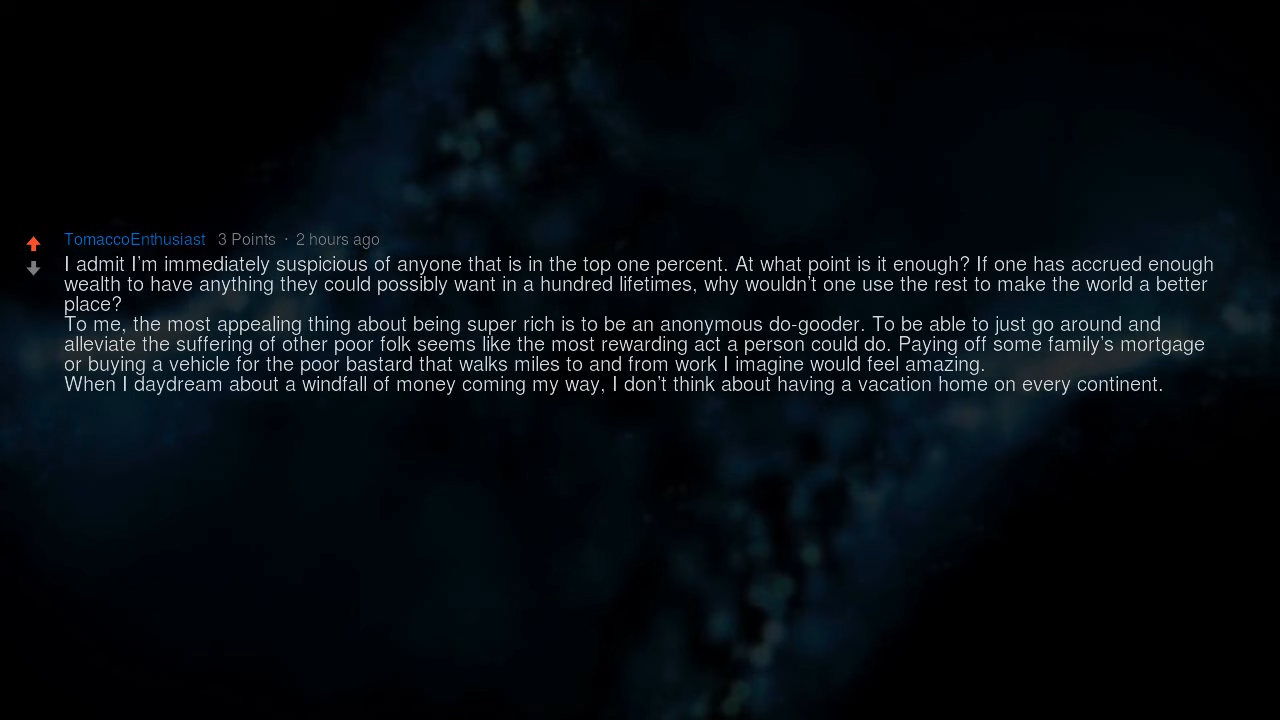 TomaccoEnthusiast 3 Points · 2 hours ago
I admit I'm immediately suspicious of anyone that is in the top one percent. At what point is it enough? If one has accrued enough
wealth to have anything they could possibly want in a hundred lifetimes, why wouldn't one use the rest to make the world a better
place?
To me, the most appealing thing about being super rich is to be an anonymous do-gooder. To be able to just go around and
alleviate the suffering of other poor folk seems like the most rewarding act a person could do. Paying off some family's mortgage
or buying a vehicle for the poor bastard that walks miles to and from work I imagine would feel amazing.
When I daydream about a windfall of money coming my way, I don't think about having a vacation home on every continent.